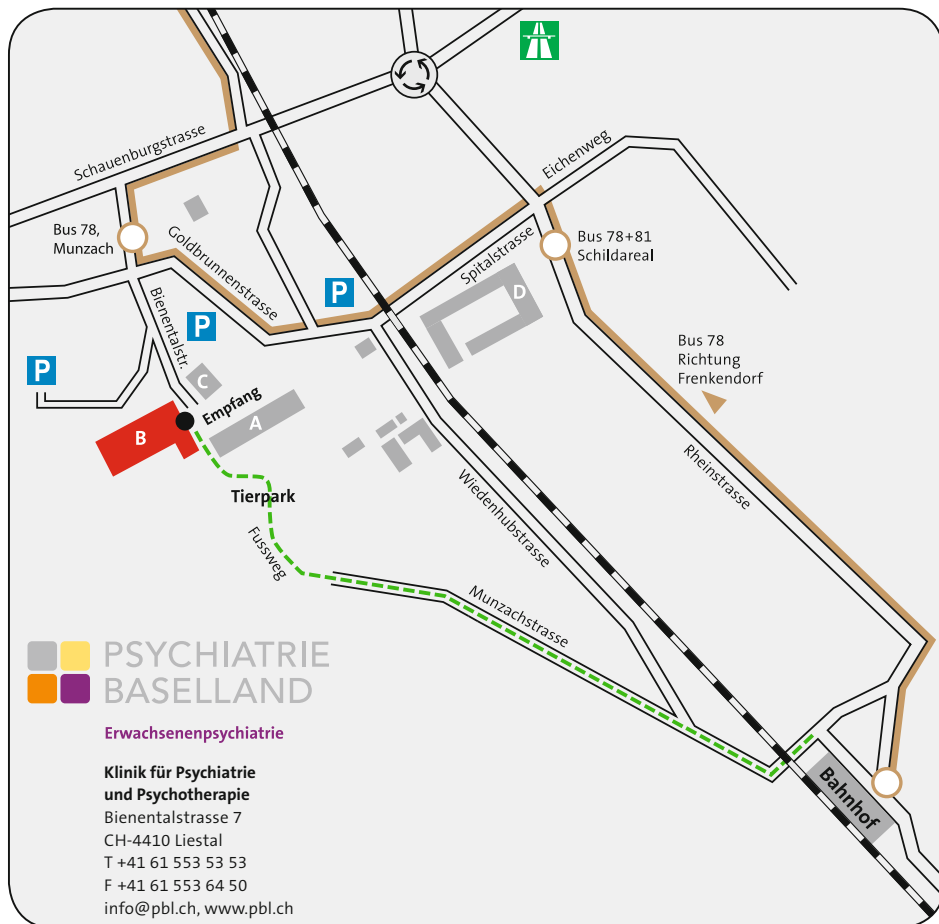 Schauenburgstrasse
Eichenweg
Bus 78,
Munzach
Goldbrunnenstrasse
Spitalstrasse
Bus 78+81
Schildareal
P
D
Bienentalstr.
P
P
Bus 78
Richtung
Frenkendorf
C
Empfang
A
B
Rheinstrasse
Tierpark
Wiedenhubstrasse
Fussweg
Munzachstrasse
PSYCHIATRIE
BASELLAND
Erwachsenenpsychiatrie
Klinik für Psychiatrie
und Psychotherapie
Bienentalstrasse 7
CH-4410 Liestal
T +41 61 553 53 53
F +41 61 553 64 50
info@pbl.ch, www.pbl.ch
Bahnhof